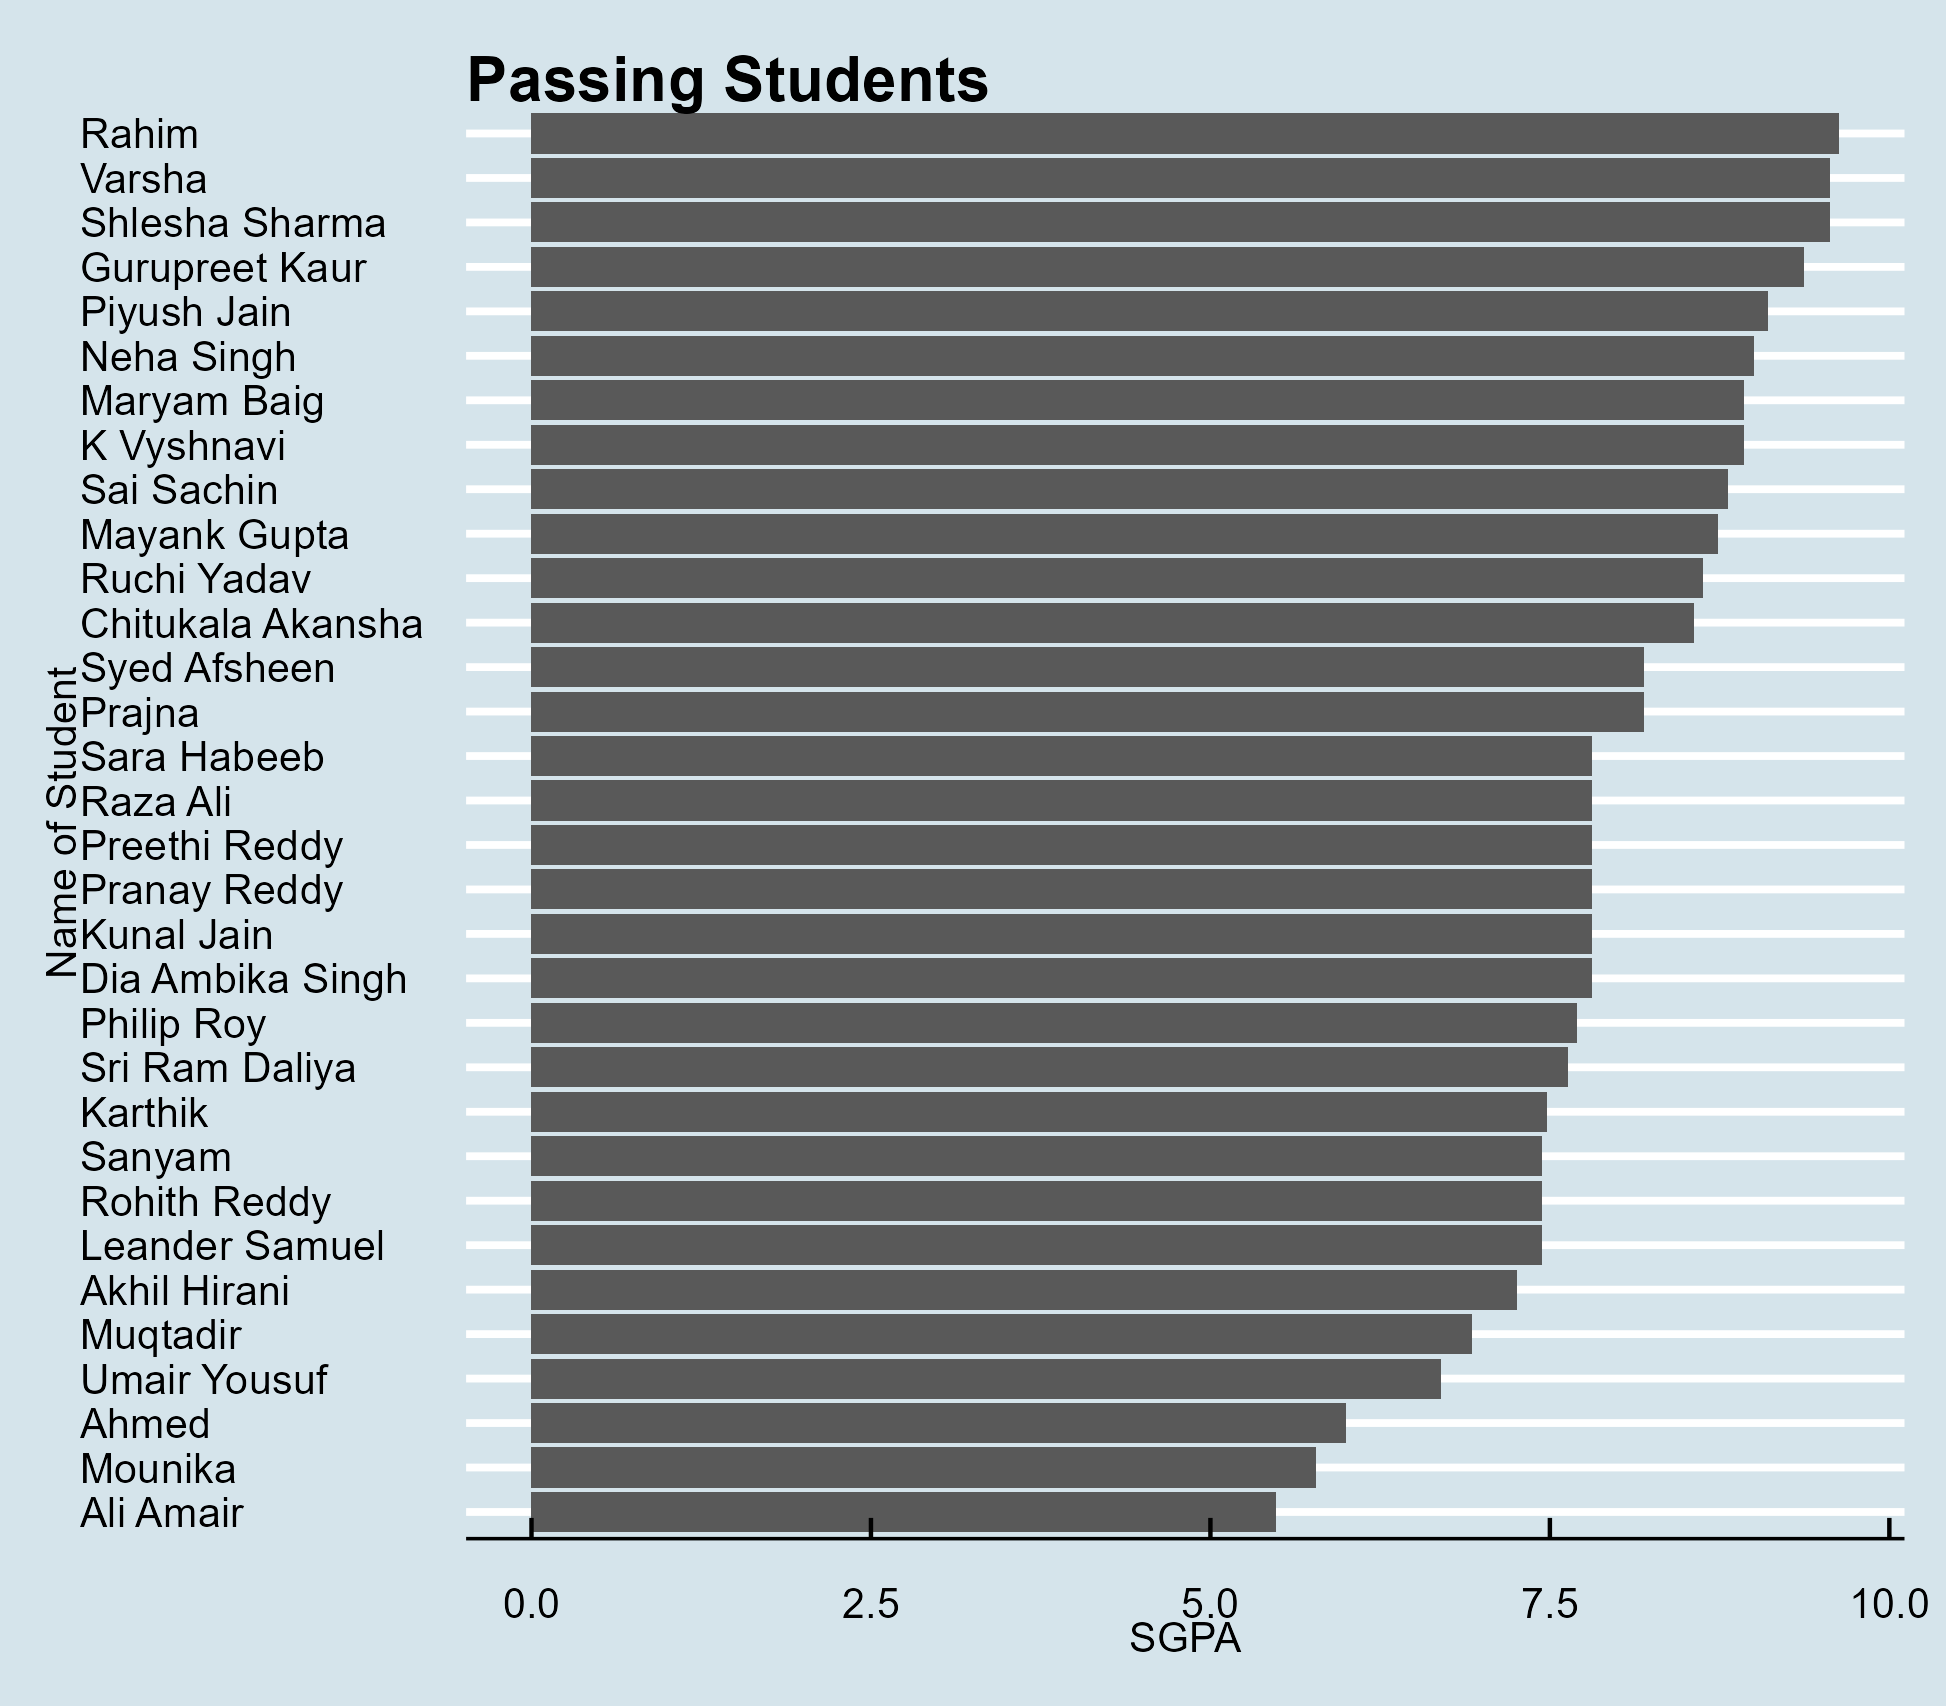 Passing Students
Rahim
Varsha
Shlesha Sharma
Gurupreet Kaur
Piyush Jain
Neha Singh
Maryam Baig
K Vyshnavi
Sai Sachin
Mayank Gupta
Ruchi Yadav
Chitukala Akansha
Syed Afsheen
Prajna
Sara Habeeb
Raza Ali
Preethi Reddy
Pranay Reddy
Kunal Jain
Dia Ambika Singh
Philip Roy
Sri Ram Daliya
Karthik
Sanyam
Rohith Reddy
Leander Samuel
Akhil Hirani
Muqtadir
Umair Yousuf
Ahmed
Mounika
Ali Amair
Name of Student
0.0 2.5 5.0 7.5 10.0
SGPA